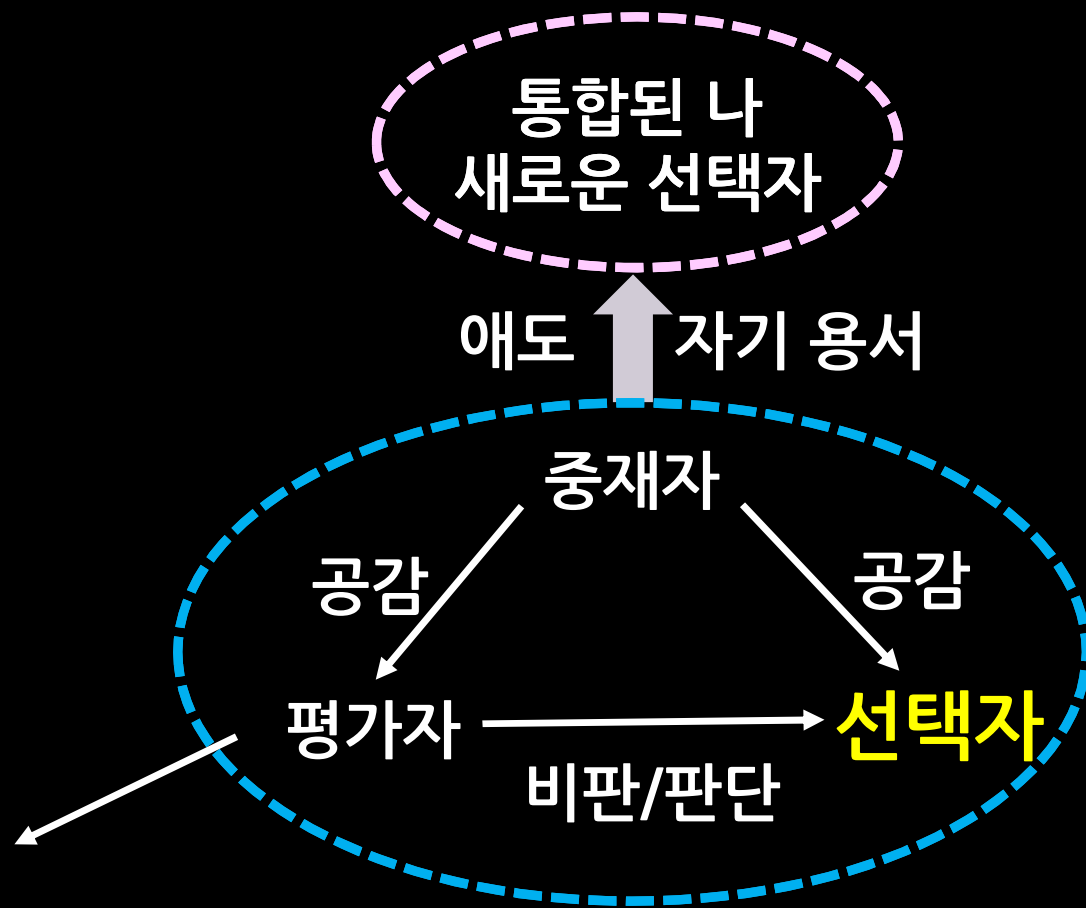 통합된 나
새로운 선택자
애도
자기 용서
중재자
공감
공감
평가자
선택자
비판/판단